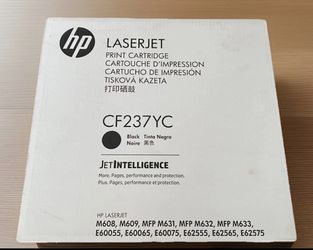 hp
LASERJET
PRINT CARTRIDGE
CARTOUCHE D'IMPRESSION
CARTUCHO DE IMPRESIÓN
TISKOVÁ KAZETA
打印硒鼓
CF237YC
Black Tinta Negra
Noire 黑色
JETINTELLIGENCE
More. Pages, performance and protection.
Plus. Pages, performance et protection.
HP LASERJET
M608, M609, MFP M631, MFP M632, MFP M633,
E60055, E60065, E60075, E62555, E62565, E62575